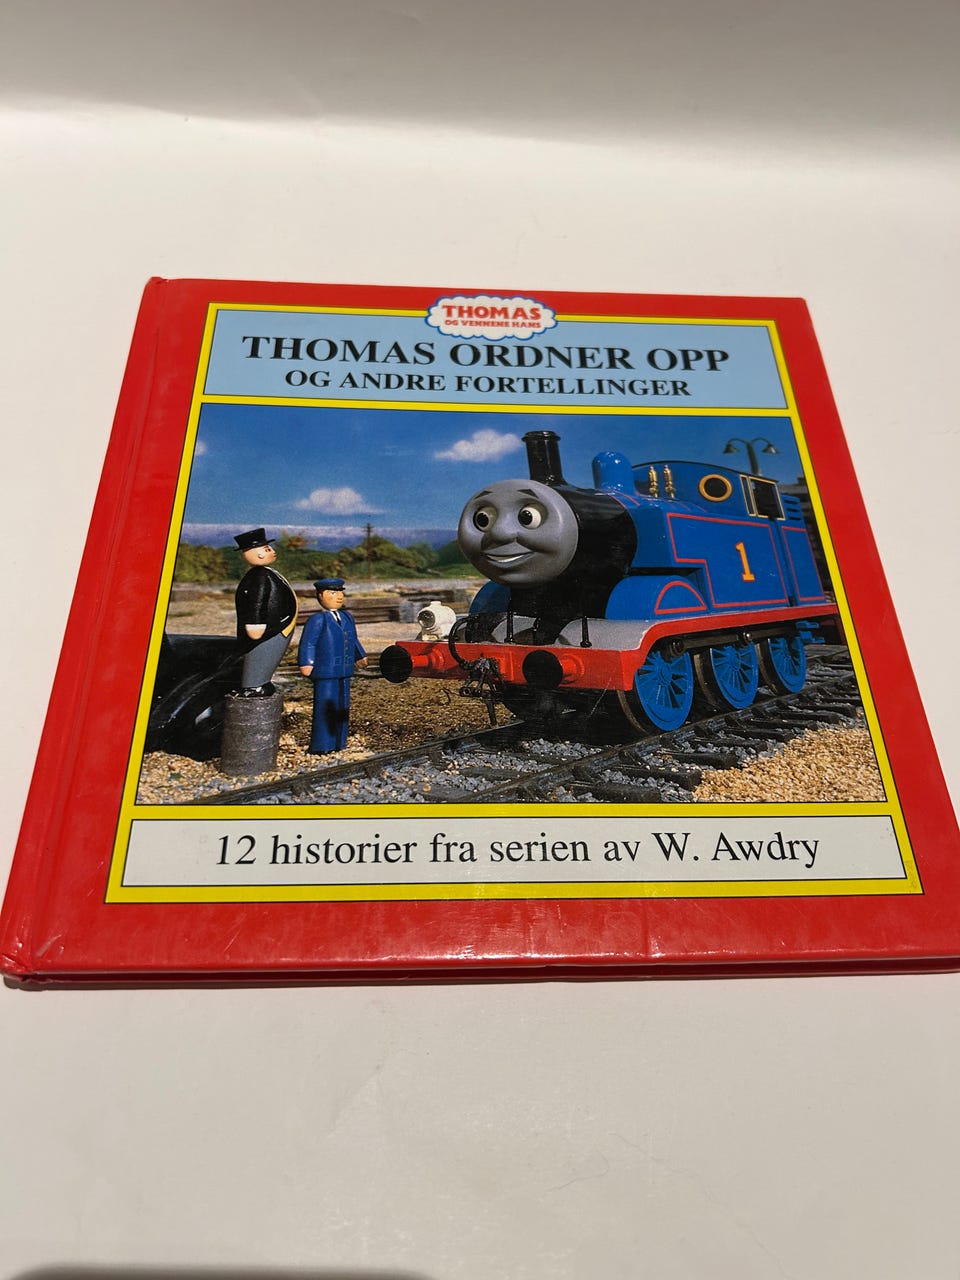 THOMAS
OG VENNENE HANS
THOMAS ORDNER OPP
OG ANDRE FORTELLINGER
1
12 historier fra serien av W. Awdry